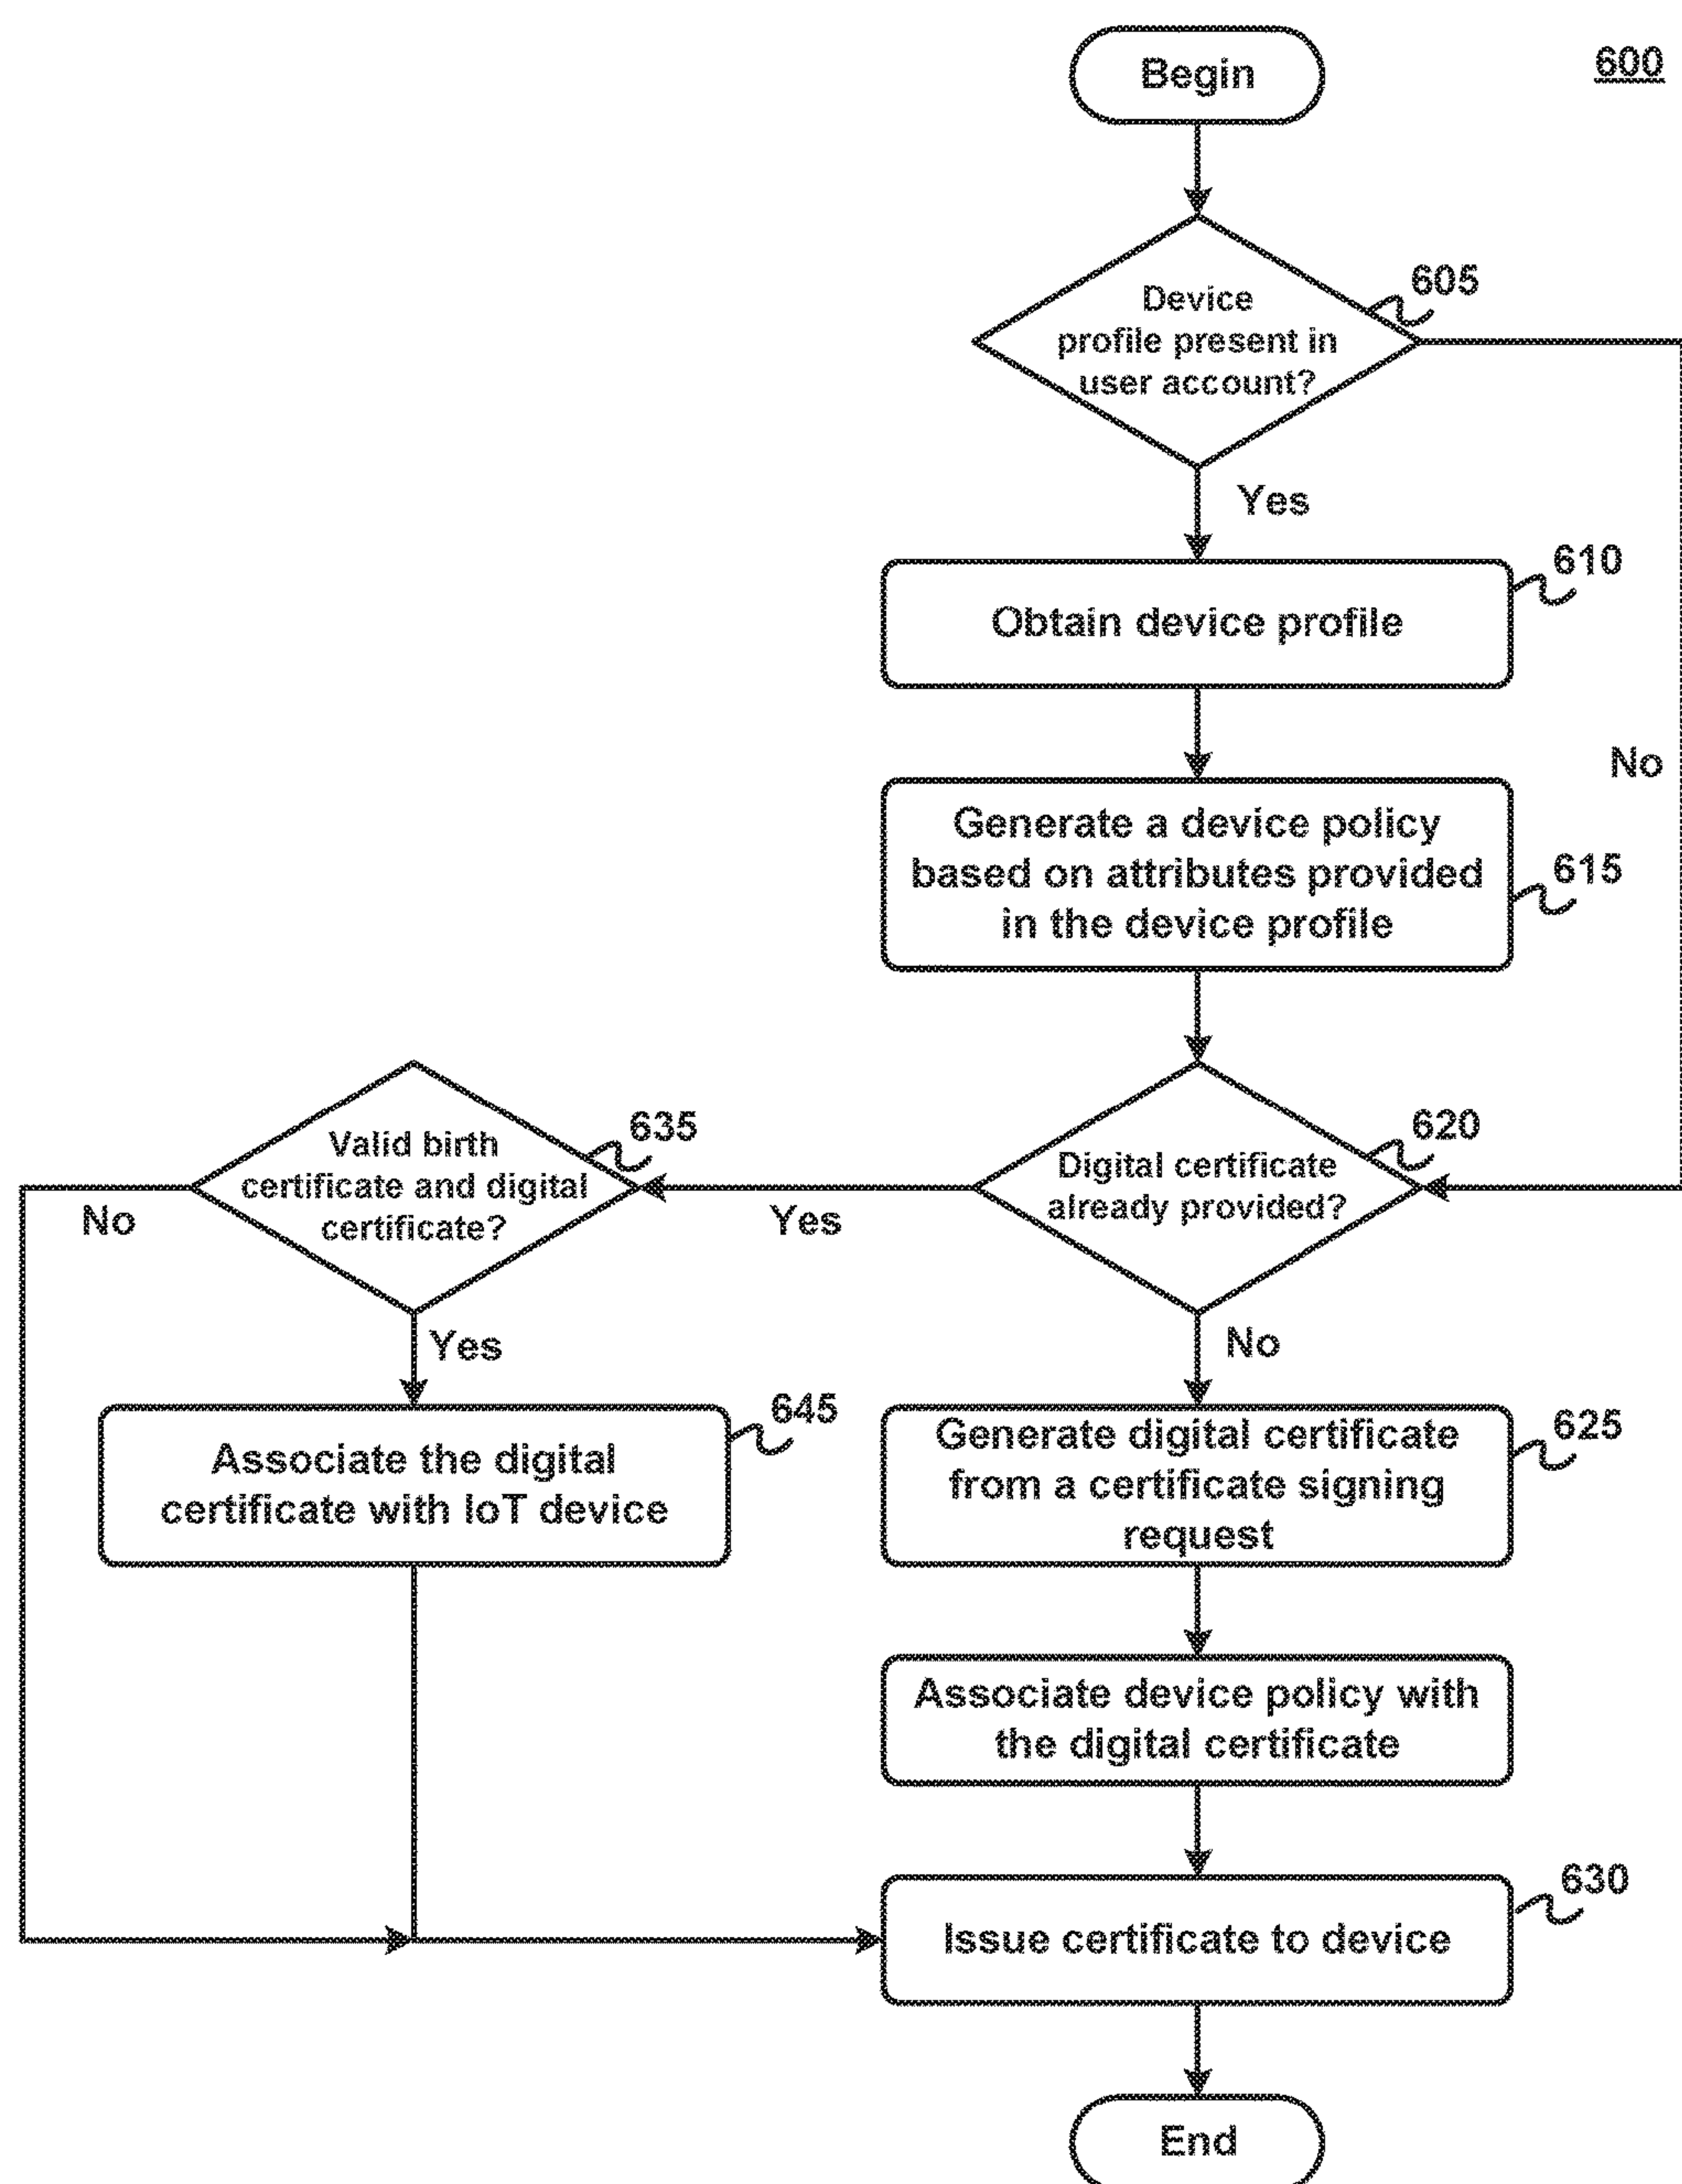 Begin
600
Device
profile present in
user account?
605
Yes
Obtain device profile
610
No
Generate a device policy
based on attributes provided
in the device profile
615
Valid birth
certificate and digital
certificate?
635
Digital certificate
already provided?
620
No
Yes
Yes
No
Associate the digital
certificate with IoT device
645
Generate digital certificate
from a certificate signing
request
625
Associate device policy with
the digital certificate
Issue certificate to device
630
End